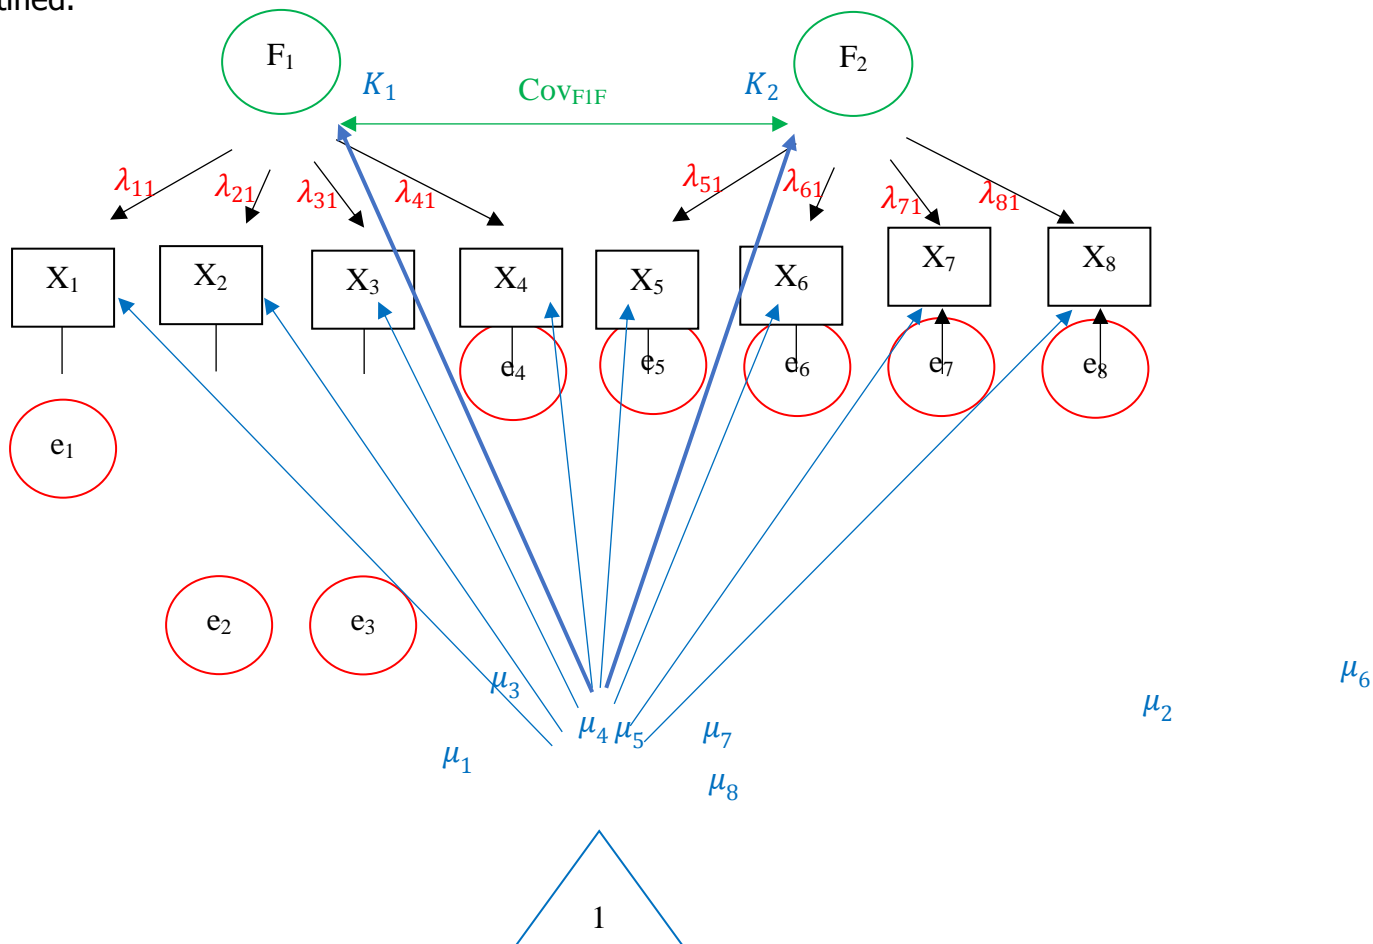 F₁
F₂
K₁
Cov_F1F
K₂
λ₁₁
λ₂₁
λ₃₁
λ₄₁
λ₅₁
λ₆₁
λ₇₁
λ₈₁
X₁
X₂
X₃
X₄
X₅
X₆
X₇
X₈
e₄
e₅
e₆
e₇
e₈
e₁
e₂
e₃
μ₃
μ₆
μ₂
μ₄
μ₅
μ₇
μ₁
μ₈
1